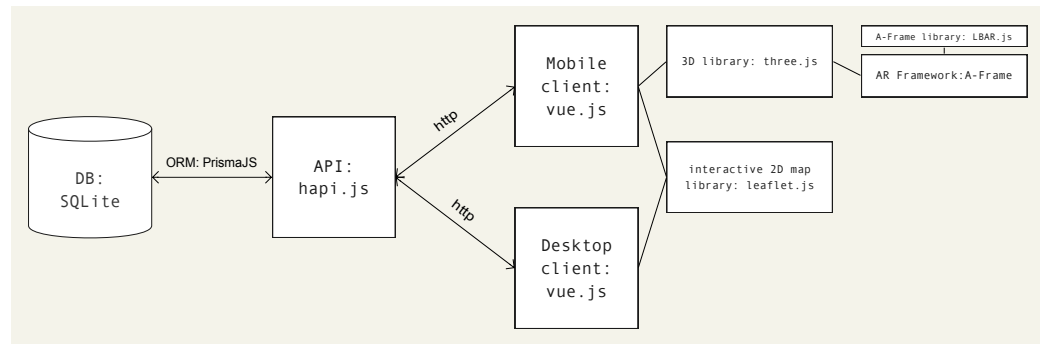 DB:
SQLite
ORM: PrismaJS
API:
hapi.js
http
http
Mobile
client:
vue.js
Desktop
client:
vue.js
3D library: three.js
interactive 2D map
library: leaflet.js
A-Frame library: LBAR.js
AR Framework:A-Frame